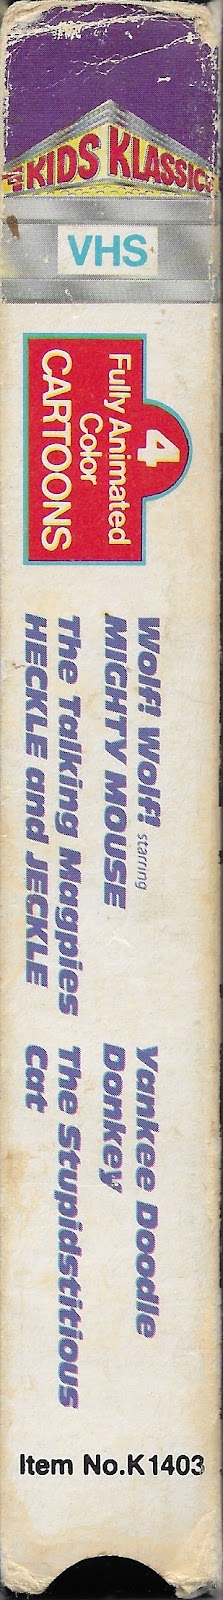 KIDS KLASSICS
VHS
4
Fully Animated
Color
CARTOONS
Wolf! Wolf! starring
MIGHTY MOUSE
The Talking Magpies
HECKLE and JECKLE
Yankee Doodle
Donkey
The Stupidstitious
Cat
Item No.K1403